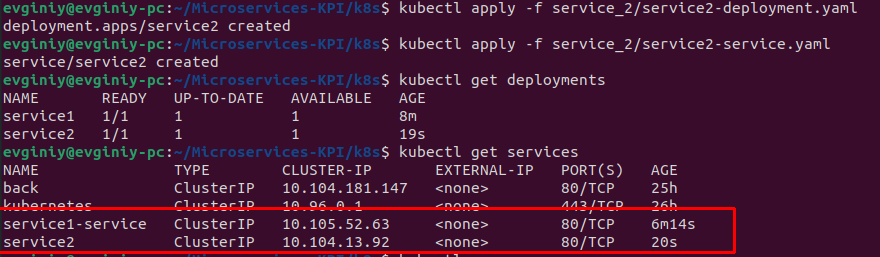 evginiy@evginiy-pc:~/Microservices-KPI/k8s$ kubectl apply -f service_2/service2-deployment.yaml
deployment.apps/service2 created
evginiy@evginiy-pc:~/Microservices-KPI/k8s$ kubectl apply -f service_2/service2-service.yaml
service/service2 created
evginiy@evginiy-pc:~/Microservices-KPI/k8s$ kubectl get deployments
NAME READY UP-TO-DATE AVAILABLE AGE
service1 1/1 1 1 8m
service2 1/1 1 1 19s
evginiy@evginiy-pc:~/Microservices-KPI/k8s$ kubectl get services
NAME TYPE CLUSTER-IP EXTERNAL-IP PORT(S) AGE
back ClusterIP 10.104.181.147 <none> 80/TCP 25h
kubernetes ClusterIP 10.96.0.1 <none> 443/TCP 26h
service1-service ClusterIP 10.105.52.63 <none> 80/TCP 6m14s
service2 ClusterIP 10.104.13.92 <none> 80/TCP 20s